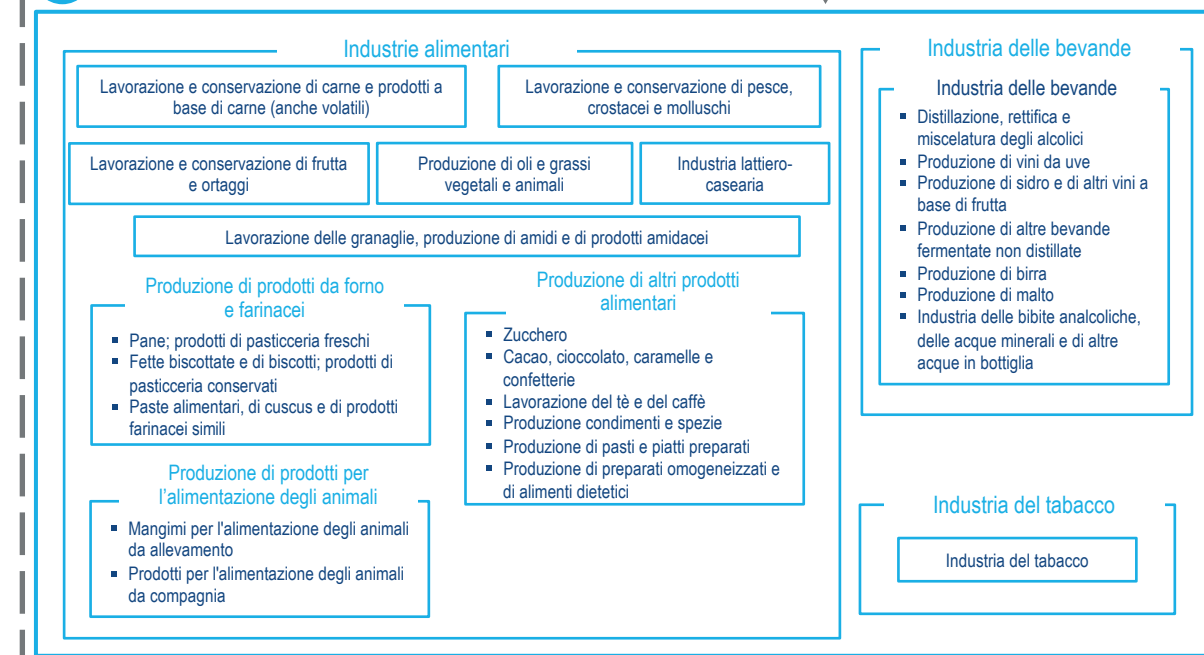 Industrie alimentari
Lavorazione e conservazione di carne e prodotti a
base di carne (anche volatili)
Lavorazione e conservazione di pesce,
crostacei e molluschi
Lavorazione e conservazione di frutta
e ortaggi
Produzione di oli e grassi
vegetali e animali
Industria lattiero-
casearia
Lavorazione delle granaglie, produzione di amidi e di prodotti amidacei
Produzione di prodotti da forno
e farinacei
▪ Pane; prodotti di pasticceria freschi
▪ Fette biscottate e di biscotti; prodotti di
pasticceria conservati
▪ Paste alimentari, di cuscus e di prodotti
farinacei simili
Produzione di altri prodotti
alimentari
▪ Zucchero
▪ Cacao, cioccolato, caramelle e
confetterie
▪ Lavorazione del tè e del caffè
▪ Produzione condimenti e spezie
▪ Produzione di pasti e piatti preparati
▪ Produzione di preparati omogeneizzati e
di alimenti dietetici
Produzione di prodotti per
l’alimentazione degli animali
▪ Mangimi per l'alimentazione degli animali
da allevamento
▪ Prodotti per l'alimentazione degli animali
da compagnia
Industria delle bevande
Industria delle bevande
▪ Distillazione, rettifica e
miscelatura degli alcolici
▪ Produzione di vini da uve
▪ Produzione di sidro e di altri vini a
base di frutta
▪ Produzione di altre bevande
fermentate non distillate
▪ Produzione di birra
▪ Produzione di malto
▪ Industria delle bibite analcoliche,
delle acque minerali e di altre
acque in bottiglia
Industria del tabacco
Industria del tabacco